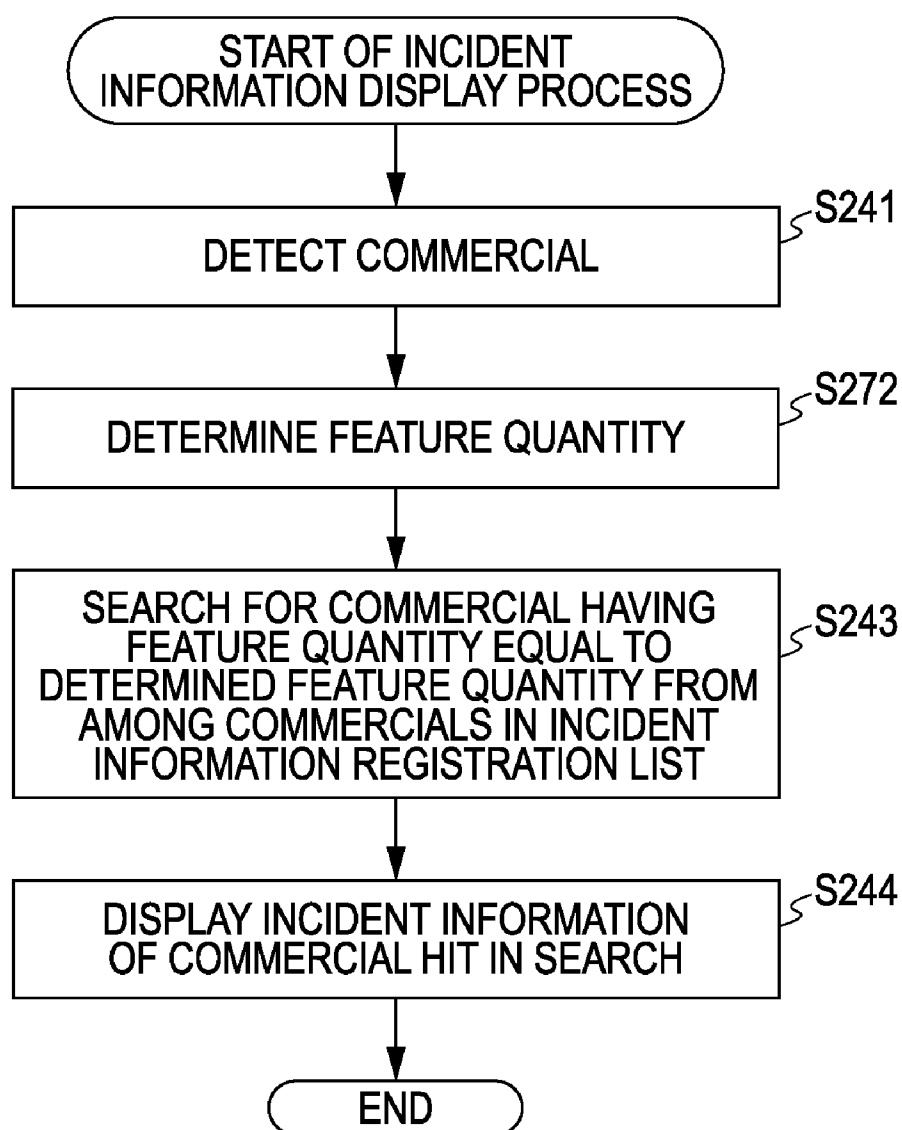 START OF INCIDENT
INFORMATION DISPLAY PROCESS
S241
DETECT COMMERCIAL
S272
DETERMINE FEATURE QUANTITY
S243
SEARCH FOR COMMERCIAL HAVING
FEATURE QUANTITY EQUAL TO
DETERMINED FEATURE QUANTITY FROM
AMONG COMMERCIALS IN INCIDENT
INFORMATION REGISTRATION LIST
S244
DISPLAY INCIDENT INFORMATION
OF COMMERCIAL HIT IN SEARCH
END